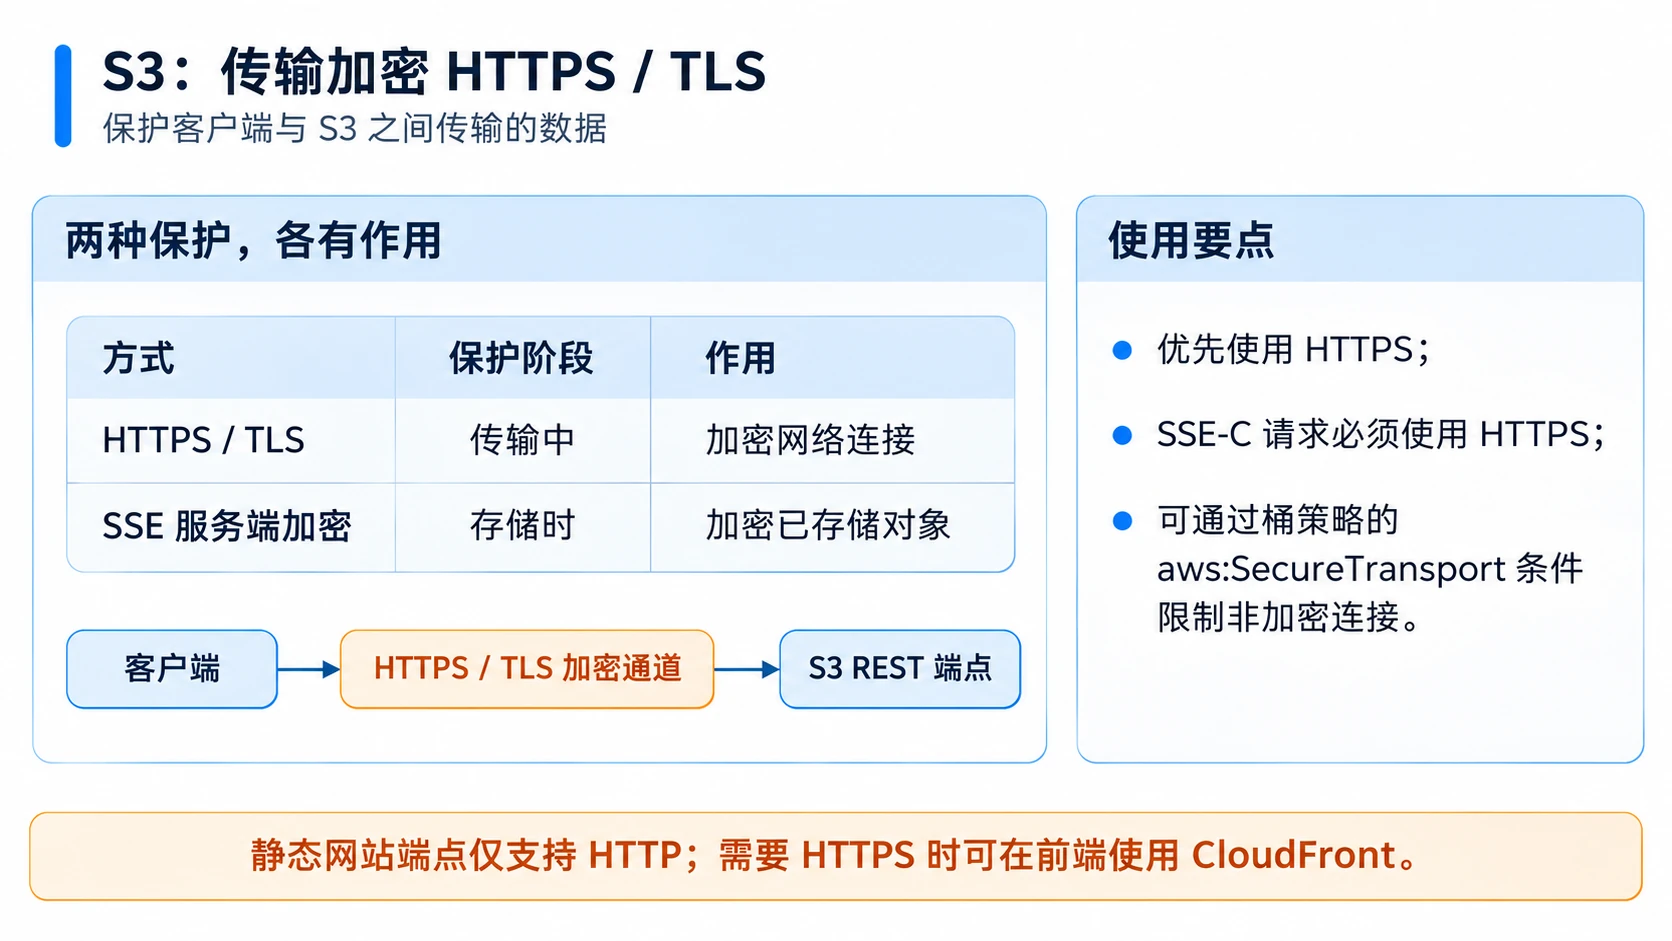 S3：传输加密 HTTPS / TLS
保护客户端与 S3 之间传输的数据
两种保护，各有作用
方式 保护阶段 作用
HTTPS / TLS 传输中 加密网络连接
SSE 服务端加密 存储时 加密已存储对象
客户端 HTTPS / TLS 加密通道 S3 REST 端点
使用要点
优先使用 HTTPS；
SSE-C 请求必须使用 HTTPS；
可通过桶策略的
aws:SecureTransport 条件
限制非加密连接。
静态网站端点仅支持 HTTP；需要 HTTPS 时可在前端使用 CloudFront。